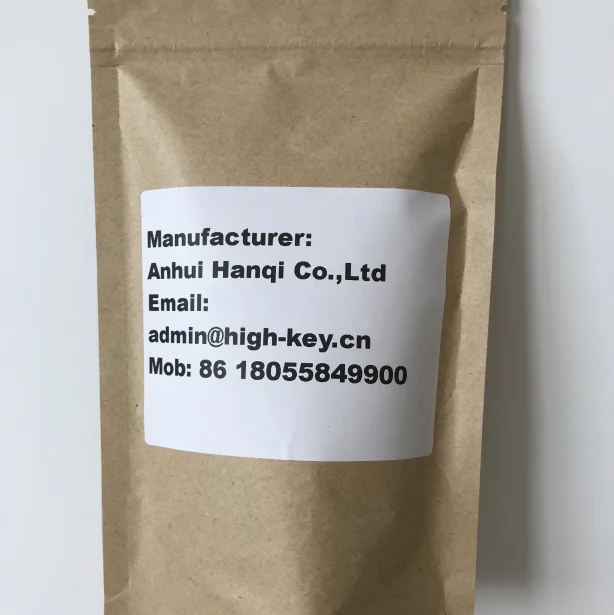 Manufacturer:
Anhui Hanqi Co.,Ltd
Email:
admin@high-key.cn
Mob: 86 18055849900